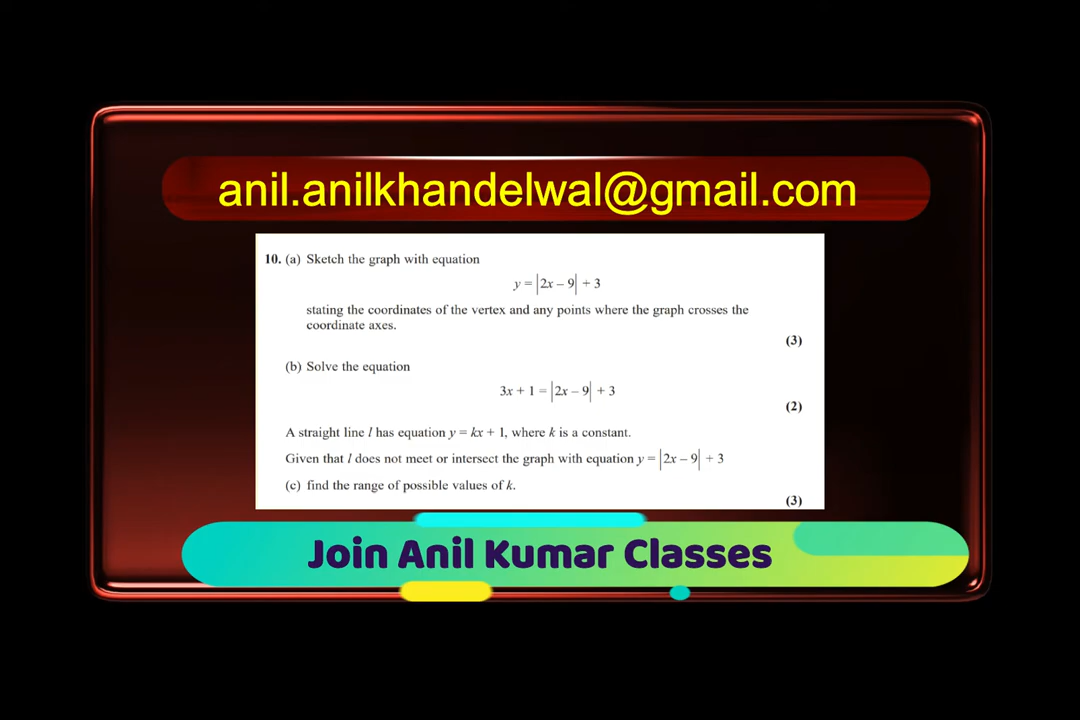 anil.anilkhandelwal@gmail.com
10. (a) Sketch the graph with equation
y = |2x – 9| + 3
stating the coordinates of the vertex and any points where the graph crosses the
coordinate axes.
(3)
(b) Solve the equation
3x + 1 = |2x – 9| + 3
(2)
A straight line l has equation y = kx + 1, where k is a constant.
Given that l does not meet or intersect the graph with equation y = |2x – 9| + 3
(c) find the range of possible values of k.
(3)
Join Anil Kumar Classes